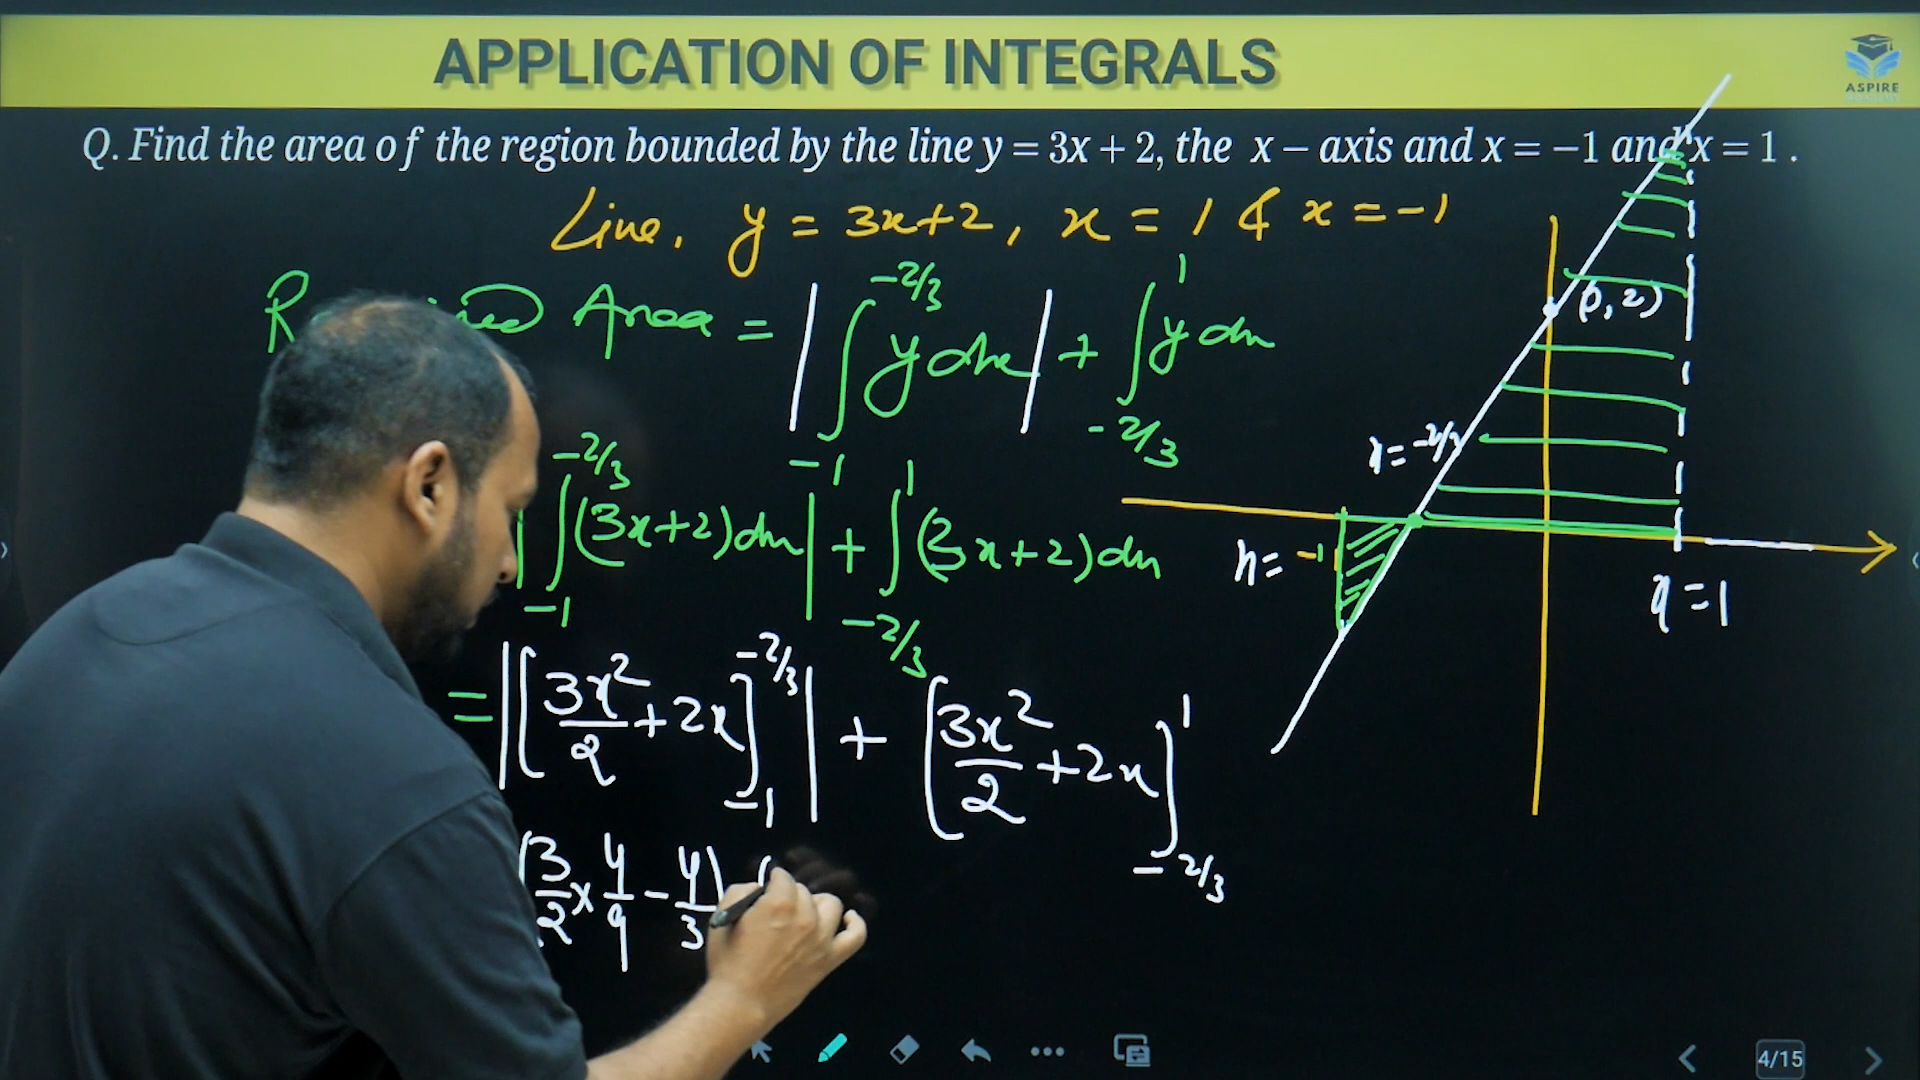 APPLICATION OF INTEGRALS
ASPIRE
Q. Find the area of the region bounded by the line y = 3x + 2, the x – axis and x = −1 and x = 1 .
Line, y = 3x+2, x = 1 & x = -1
Area = | ∫_{-1}^{-2/3} y dx | + ∫_{-2/3}^{1} y dx
| ∫_{-1}^{-2/3} (3x+2) dx | + ∫_{-2/3}^{1} (3x+2) dx
= | [3x²/2 + 2x]_{-1}^{-2/3} | + [3x²/2 + 2x]_{-2/3}^{1}
(3/2 × 4/9 − 4/3) (
(0, 2)
x = -2/3
x = -1
x = 1
4/15